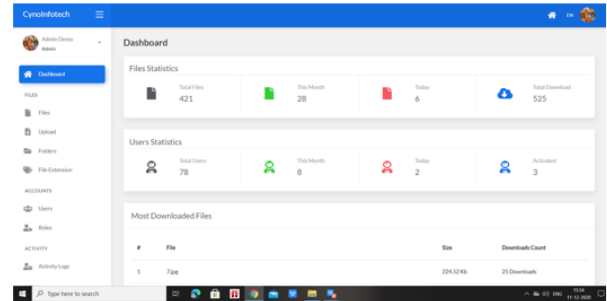 CynoInfotech
EN
Admin Demo
Admin
Dashboard
FILES
Files
Upload
Folders
File Extension
ACCOUNTS
Users
Roles
ACTIVITY
Activity Logs
Dashboard
Files Statistics
Total Files
421
This Month
28
Today
6
Total Download
525
Users Statistics
Total Users
78
This Month
8
Today
2
Activated
3
Most Downloaded Files
# File Size Downloads Count
1 7.jpg 224.52 Kb 25 Downloads
Type here to search
ENG
15:34
11-12-2020